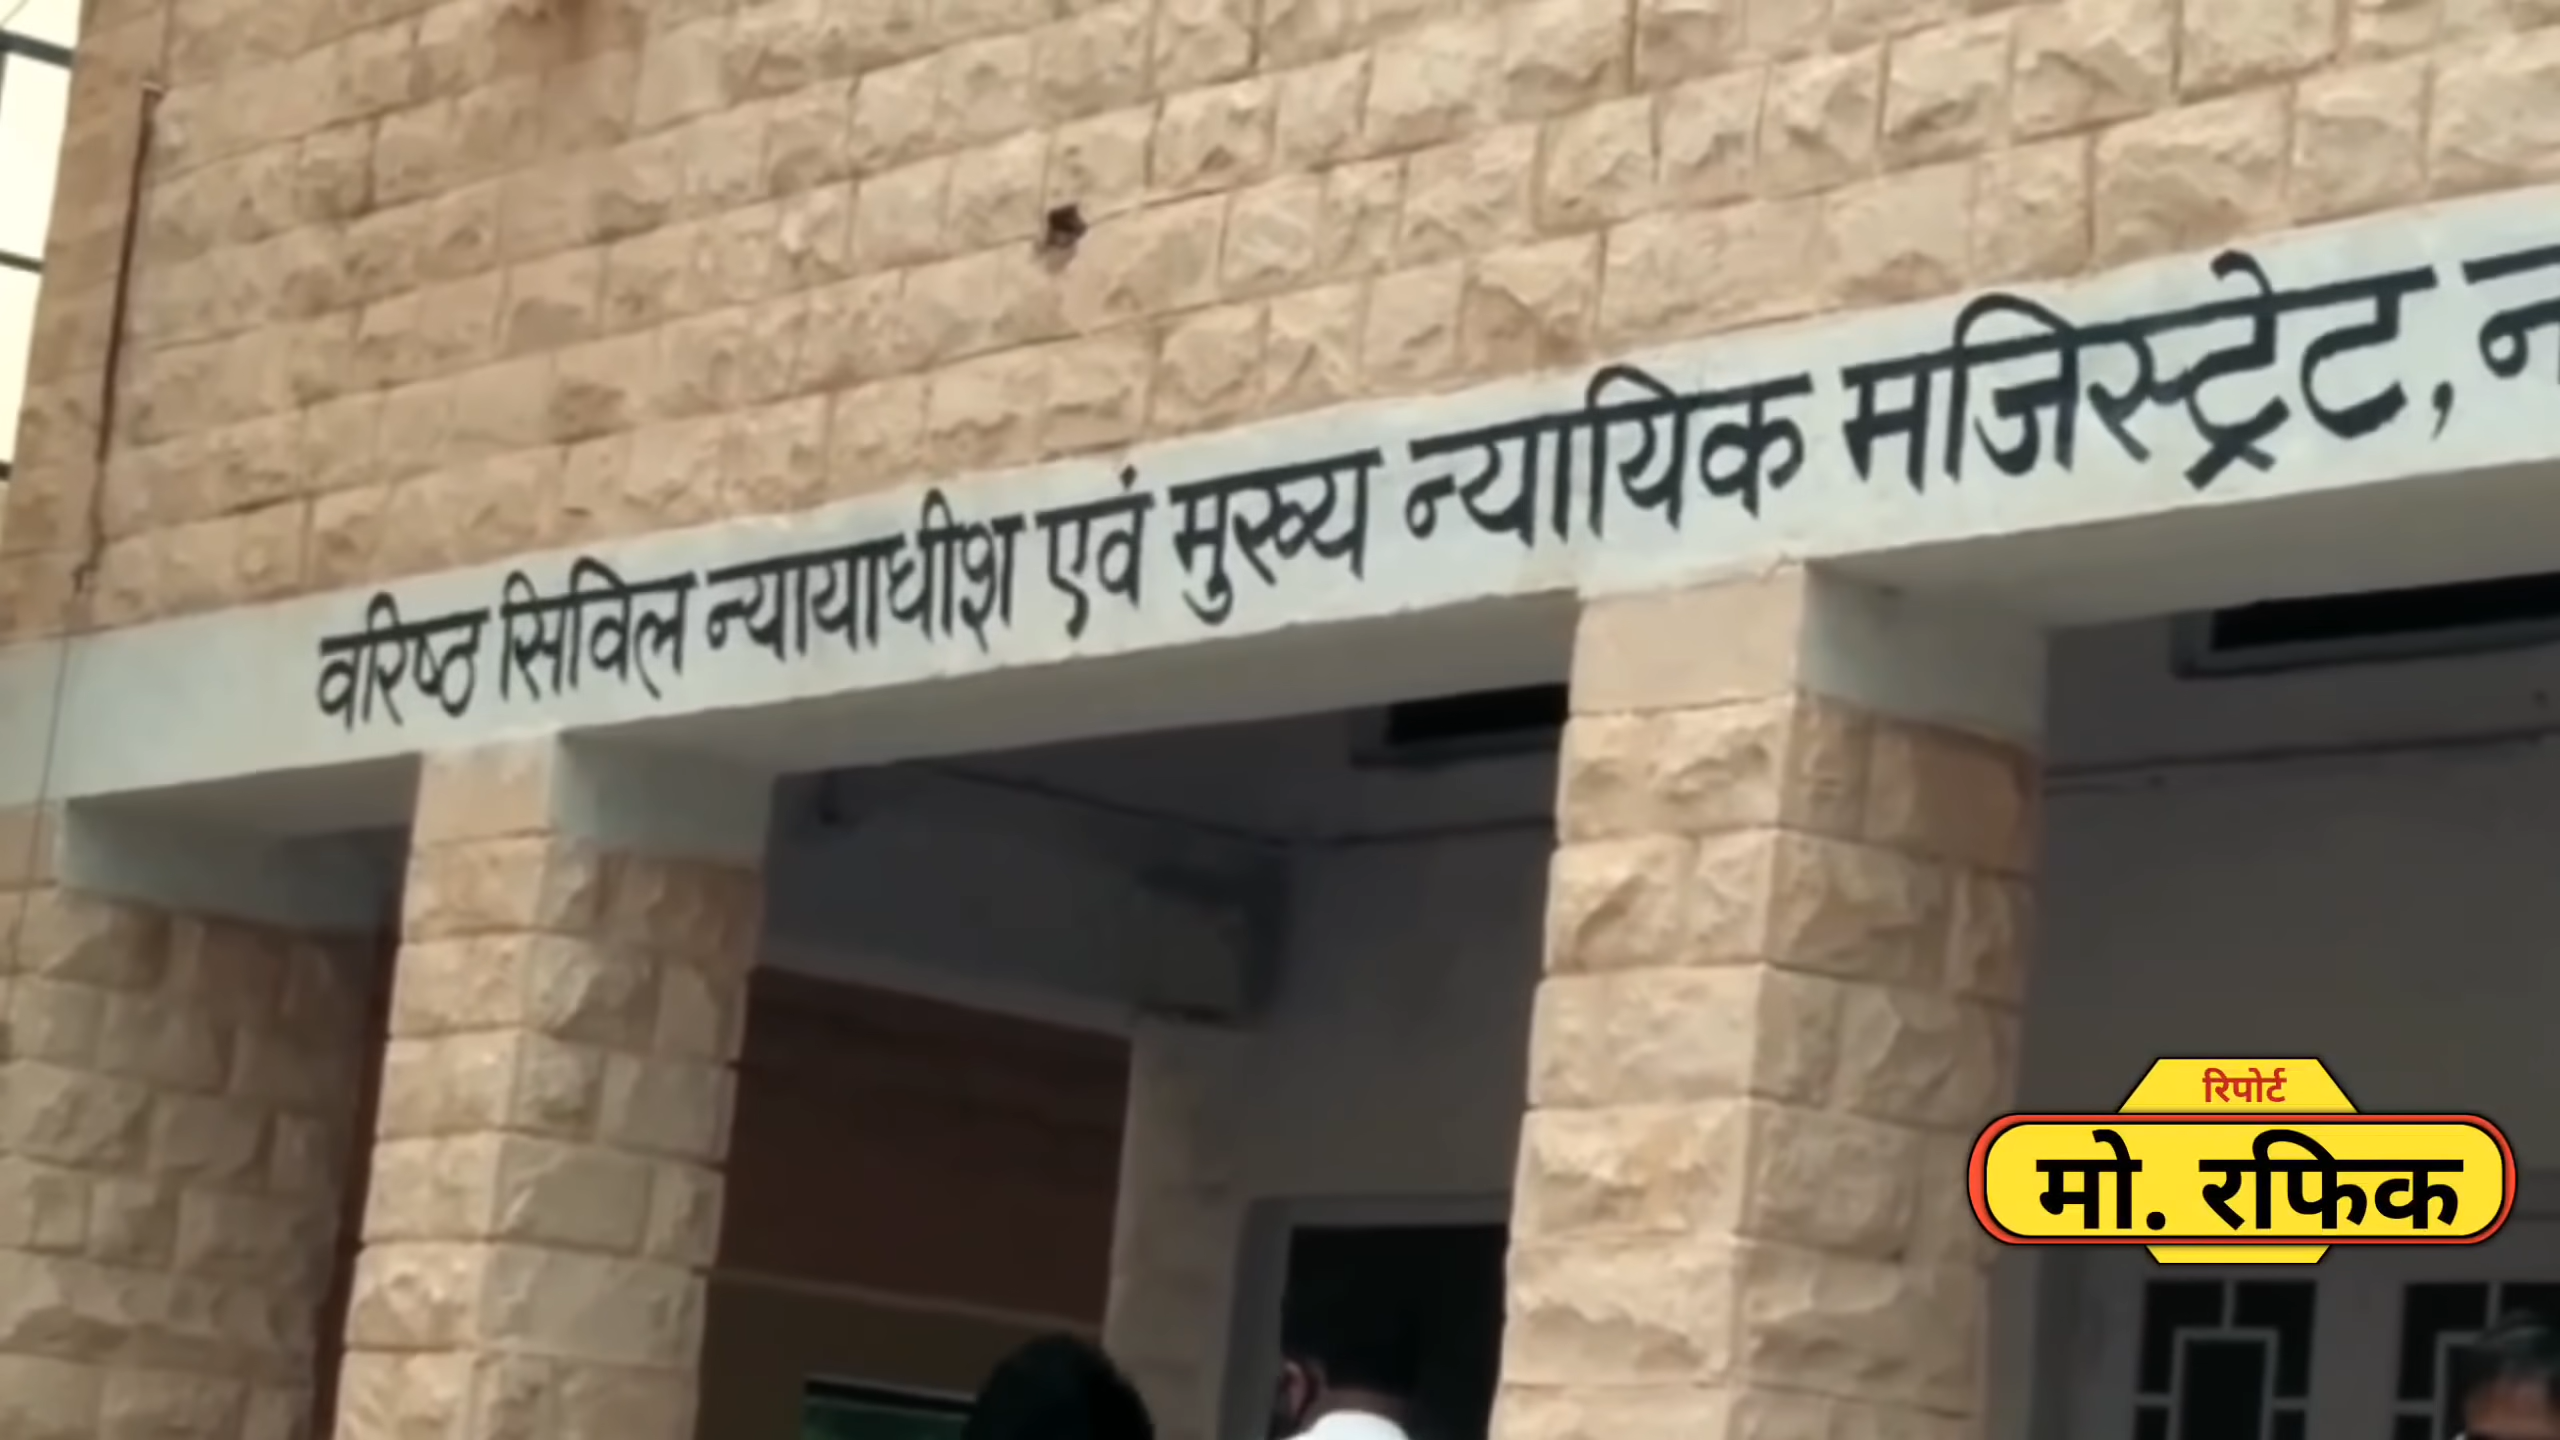 वरिष्ठ सिविल न्यायाधीश एवं मुख्य न्यायिक मजिस्ट्रेट,
रिपोर्ट
मो. रफिक